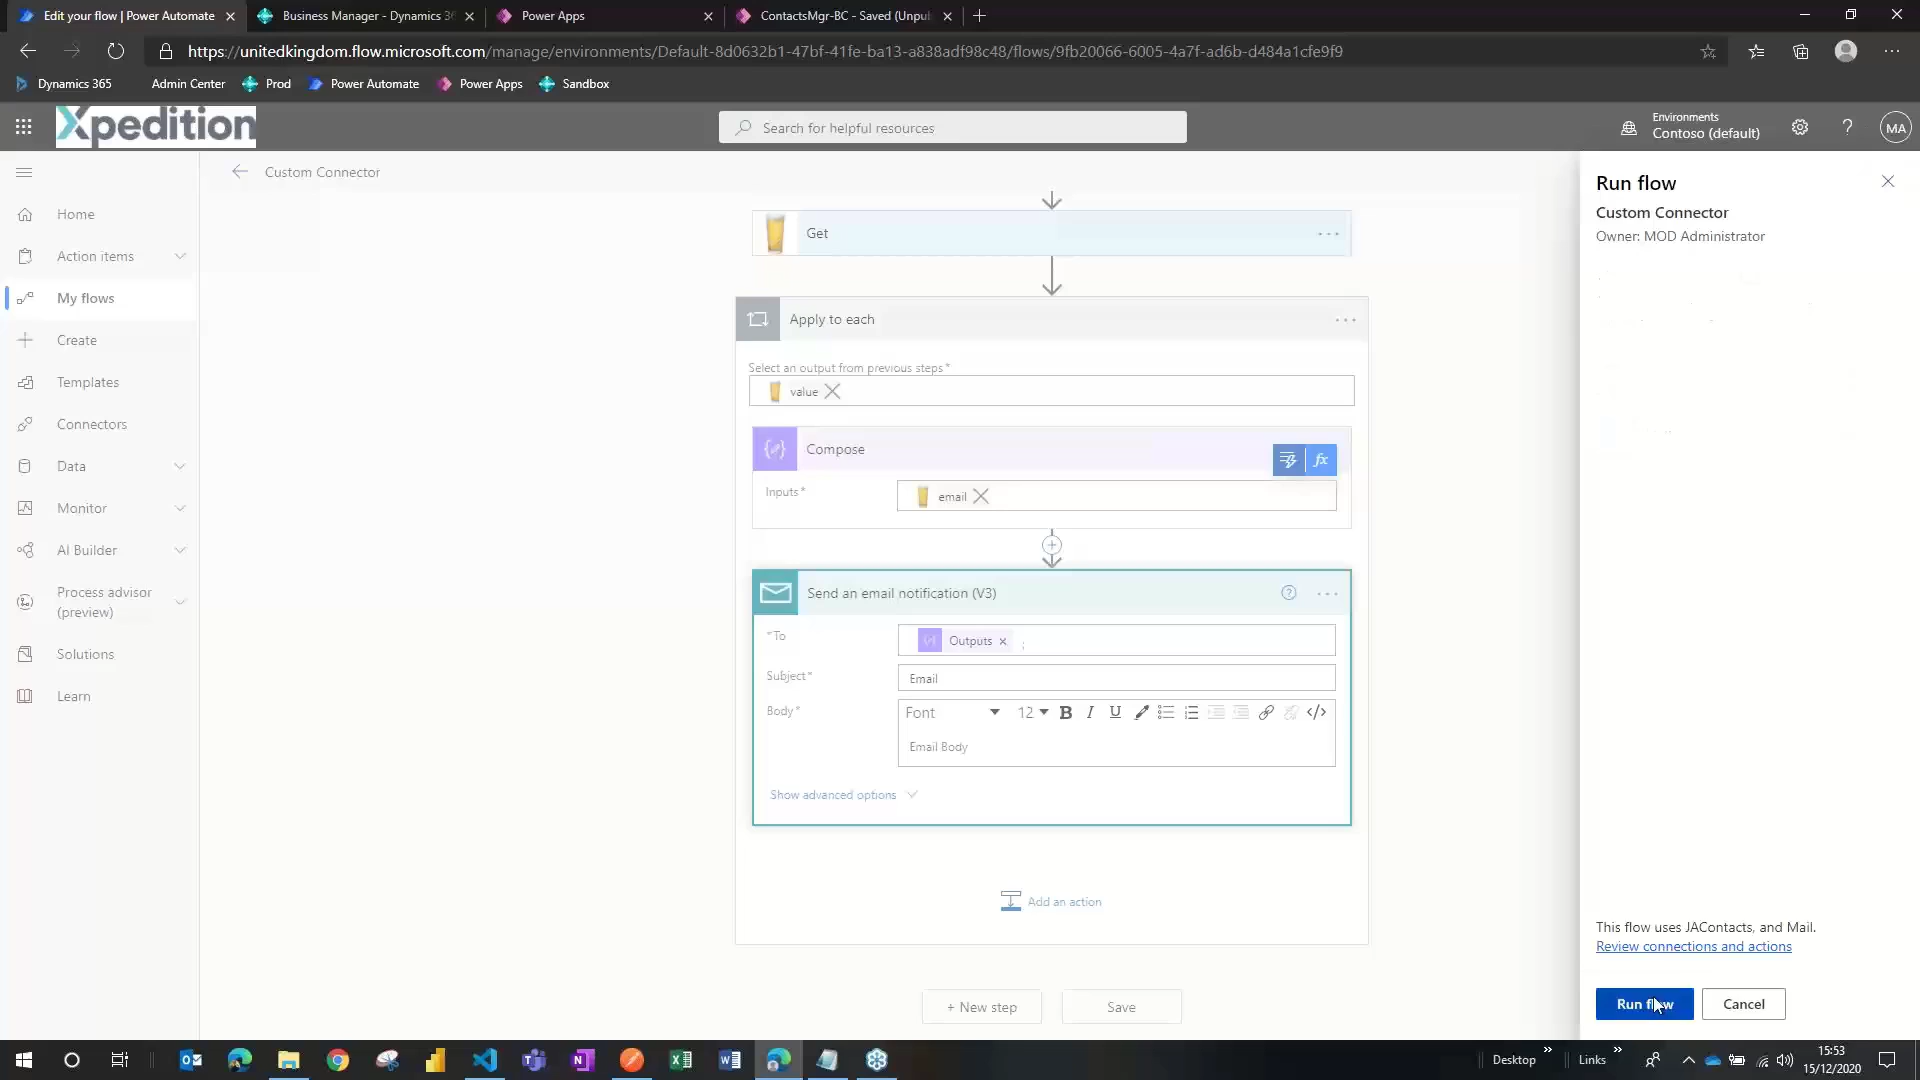 Edit your flow | Power Automate
Business Manager - Dynamics 36
Power Apps
ContactsMgr-BC - Saved (Unpub
https://unitedkingdom.flow.microsoft.com/manage/environments/Default-8d0632b1-47bf-41fe-ba13-a838adf98c48/flows/9fb20066-6005-4a7f-ad6b-d484a1cfe9f9
Dynamics 365
Admin Center
Prod
Power Automate
Power Apps
Sandbox
Xpedition
Search for helpful resources
Environments
Contoso (default)
?
MA
Custom Connector
Home
Action items
My flows
Create
Templates
Connectors
Data
Monitor
AI Builder
Process advisor
(preview)
Solutions
Learn
Get
Apply to each
Select an output from previous steps *
value
Compose
fx
Inputs *
email
Send an email notification (V3)
* To
Outputs ;
Subject *
Email
Body *
Font
12
B I U </>
Email Body
Show advanced options
Add an action
+ New step
Save
Run flow
Custom Connector
Owner: MOD Administrator
This flow uses JAContacts, and Mail.
Review connections and actions
Run flow
Cancel
Desktop
Links
15:53
15/12/2020